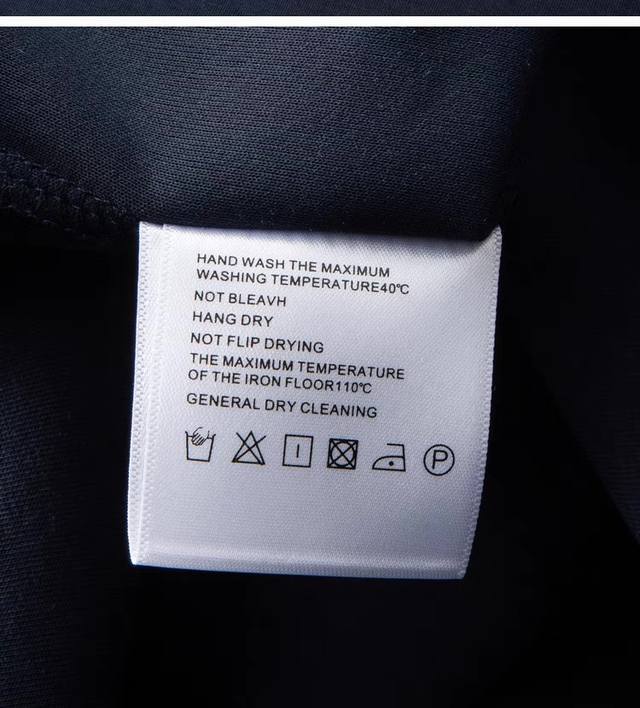 HAND WASH THE MAXIMUM
WASHING TEMPERATURE40℃
NOT BLEAVH
HANG DRY
NOT FLIP DRYING
THE MAXIMUM TEMPERATURE
OF THE IRON FLOOR110℃
GENERAL DRY CLEANING
P